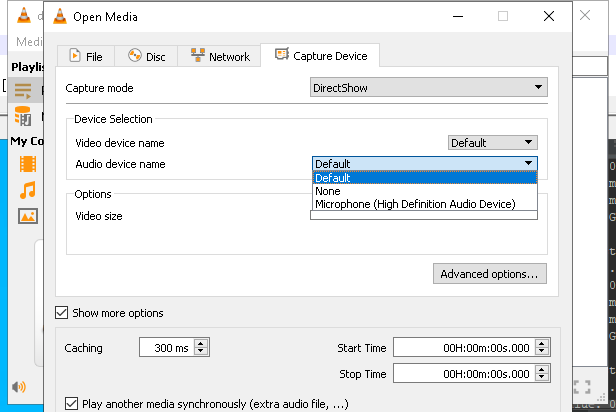 Open Media
Medi
Playlis
My Co
File
Disc
Network
Capture Device
Capture mode
DirectShow
Device Selection
Video device name
Default
Audio device name
Default
Default
None
Microphone (High Definition Audio Device)
Options
Video size
Advanced options...
Show more options
Caching
300 ms
Start Time
00H:00m:00s.000
Stop Time
00H:00m:00s.000
Play another media synchronously (extra audio file, ...)